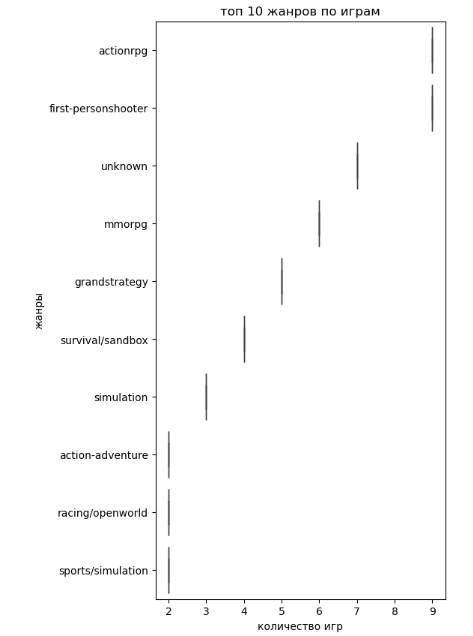 топ 10 жанров по играм
actionrpg
first-personshooter
unknown
mmorpg
grandstrategy
survival/sandbox
simulation
action-adventure
racing/openworld
sports/simulation
жанры
2 3 4 5 6 7 8 9
количество игр